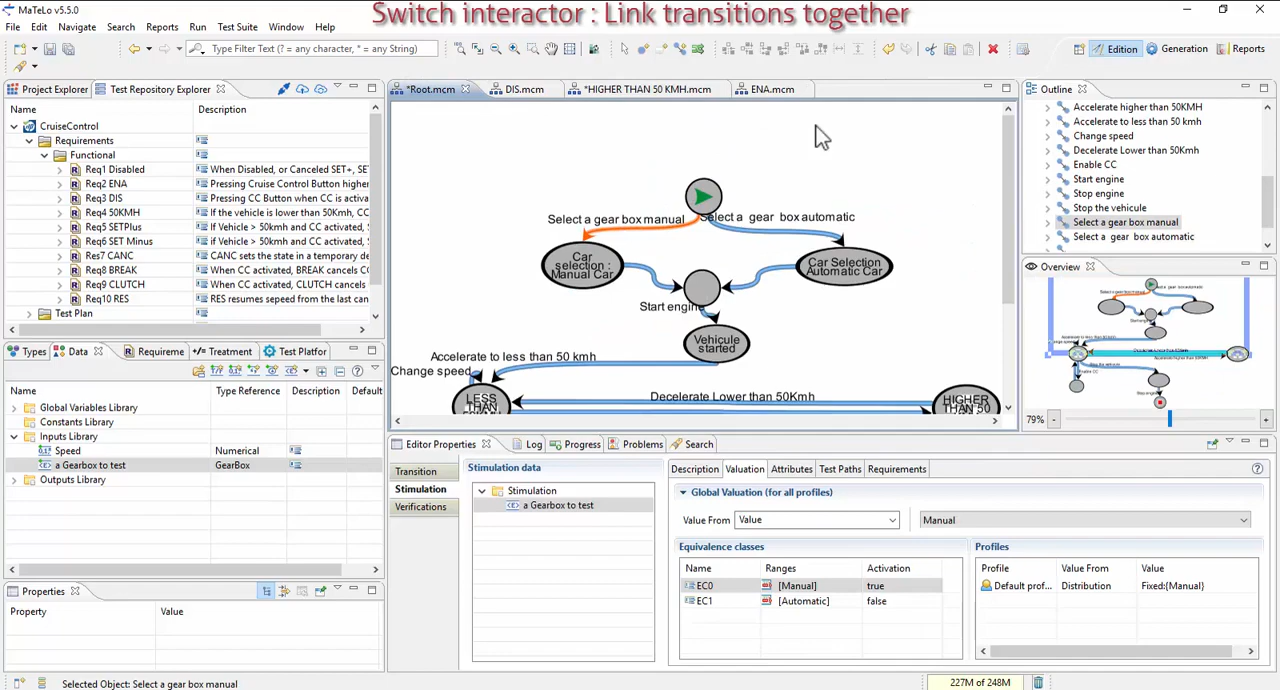 MaTeLo v5.5.0
Switch interactor : Link transitions together
File Edit Navigate Search Reports Run Test Suite Window Help
Type Filter Text (? = any character, * = any String)
Edition Generation Reports
Project Explorer Test Repository Explorer
Name Description
CruiseControl
Requirements
Functional
Req1 Disabled When Disabled, or Canceled SET+, SE
Req2 ENA Pressing Cruise Control Button higher
Req3 DIS Pressing CC Button when CC is activat
Req4 50KMH If the vehicle is lower than 50Kmh, CC
Req5 SETPlus If Vehicle > 50kmh and CC activated,
Req6 SET Minus If Vehicle > 50kmh and CC activated,
Res7 CANC CANC sets the state in a temporary de
Req8 BREAK When CC activated, BREAK cancels C
Req9 CLUTCH When CC activated, CLUTCH cancels
Req10 RES RES resumes sepeed from the last can
Test Plan
Types Data Requireme Treatment Test Platfor
Name Type Reference Description Default
Global Variables Library
Constants Library
Inputs Library
Speed Numerical
a Gearbox to test GearBox
Outputs Library
Properties
Property Value
*Root.mcm DIS.mcm *HIGHER THAN 50 KMH.mcm ENA.mcm
Select a gear box manual
Select a gear box automatic
Car
selection :
Manual Car
Car Selection
Automatic Car
Start engine
Vehicule
started
Accelerate to less than 50 kmh
Change speed
Decelerate Lower than 50Kmh
LESS
THAN
HIGHER
THAN 50
Outline
Accelerate higher than 50KMH
Accelerate to less than 50 kmh
Change speed
Decelerate Lower than 50Kmh
Enable CC
Start engine
Stop engine
Stop the vehicule
Select a gear box manual
Select a gear box automatic
Overview
79%
Editor Properties Log Progress Problems Search
Transition
Stimulation
Verifications
Stimulation data
Stimulation
a Gearbox to test
Description Valuation Attributes Test Paths Requirements
Global Valuation (for all profiles)
Value From Value Manual
Equivalence classes
Name Ranges Activation
EC0 [Manual] true
EC1 [Automatic] false
Profiles
Profile Value From Value
Default prof... Distribution Fixed:{Manual}
Selected Object: Select a gear box manual
227M of 248M